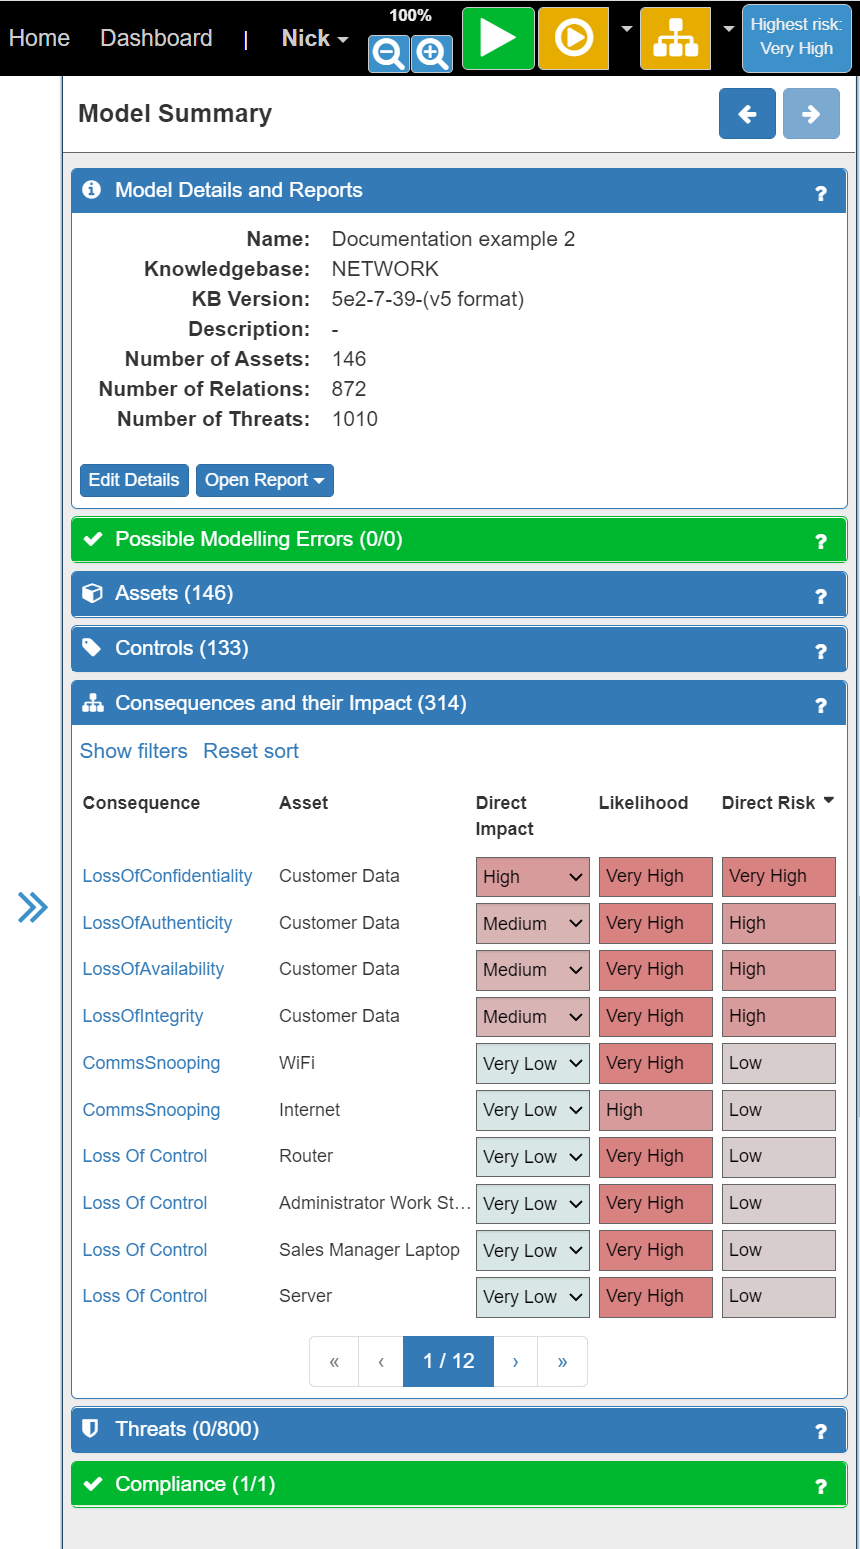 100%
Home Dashboard | Nick
Highest risk:
Very High
Model Summary
Model Details and Reports ?
Name: Documentation example 2
Knowledgebase: NETWORK
KB Version: 5e2-7-39-(v5 format)
Description: -
Number of Assets: 146
Number of Relations: 872
Number of Threats: 1010
Edit Details Open Report
Possible Modelling Errors (0/0) ?
Assets (146) ?
Controls (133) ?
Consequences and their Impact (314) ?
Show filters Reset sort
Consequence Asset Direct Impact Likelihood Direct Risk
LossOfConfidentiality Customer Data High Very High Very High
LossOfAuthenticity Customer Data Medium Very High High
LossOfAvailability Customer Data Medium Very High High
LossOfIntegrity Customer Data Medium Very High High
CommsSnooping WiFi Very Low Very High Low
CommsSnooping Internet Very Low High Low
Loss Of Control Router Very Low Very High Low
Loss Of Control Administrator Work St... Very Low Very High Low
Loss Of Control Sales Manager Laptop Very Low Very High Low
Loss Of Control Server Very Low Very High Low
« ‹ 1 / 12 › »
Threats (0/800) ?
Compliance (1/1) ?